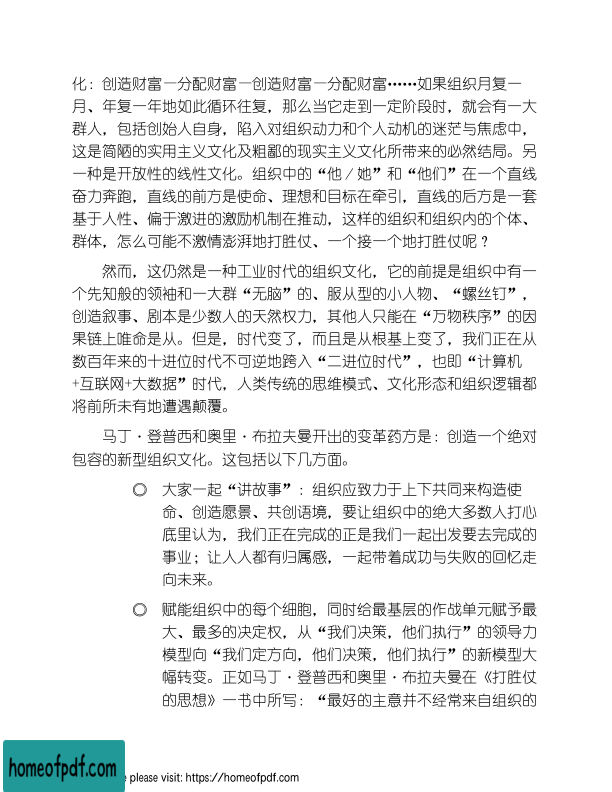 化：创造财富—分配财富—创造财富—分配财富……如果组织月复一
月、年复一年地如此循环往复，那么当它走到一定阶段时，就会有一大
群人，包括创始人自身，陷入对组织动力和个人动机的迷茫与焦虑中，
这是简陋的实用主义文化及粗鄙的现实主义文化所带来的必然结局。另
一种是开放性的线性文化。组织中的“他／她”和“他们”在一个直线
奋力奔跑，直线的前方是使命、理想和目标在牵引，直线的后方是一套
基于人性、偏于激进的激励机制在推动，这样的组织和组织内的个体、
群体，怎么可能不激情澎湃地打胜仗、一个接一个地打胜仗呢？
然而，这仍然是一种工业时代的组织文化，它的前提是组织中有一
个先知般的领袖和一大群“无脑”的、服从型的小人物、“螺丝钉”，
创造叙事、剧本是少数人的天然权力，其他人只能在“万物秩序”的因
果链上唯命是从。但是，时代变了，而且是从根基上变了，我们正在从
数百年来的十进位时代不可逆地跨入“二进位时代”，也即“计算机
+互联网+大数据”时代，人类传统的思维模式、文化形态和组织逻辑都
将前所未有地遭遇颠覆。
马丁·登普西和奥里·布拉夫曼开出的变革药方是：创造一个绝对
包容的新型组织文化。这包括以下几方面。
◎ 大家一起“讲故事”：组织应致力于上下共同来构造使
命、创造愿景、共创语境，要让组织中的绝大多数人打心
底里认为，我们正在完成的正是我们一起出发要去完成的
事业；让人人都有归属感，一起带着成功与失败的回忆走
向未来。
◎ 赋能组织中的每个细胞，同时给最基层的作战单元赋予最
大、最多的决定权，从“我们决策，他们执行”的领导力
模型向“我们定方向，他们决策，他们执行”的新模型大
幅转变。正如马丁·登普西和奥里·布拉夫曼在《打胜仗
的思想》一书中所写：“最好的主意并不经常来自组织的
homeofpdf.com
e please visit: https://homeofpdf.com